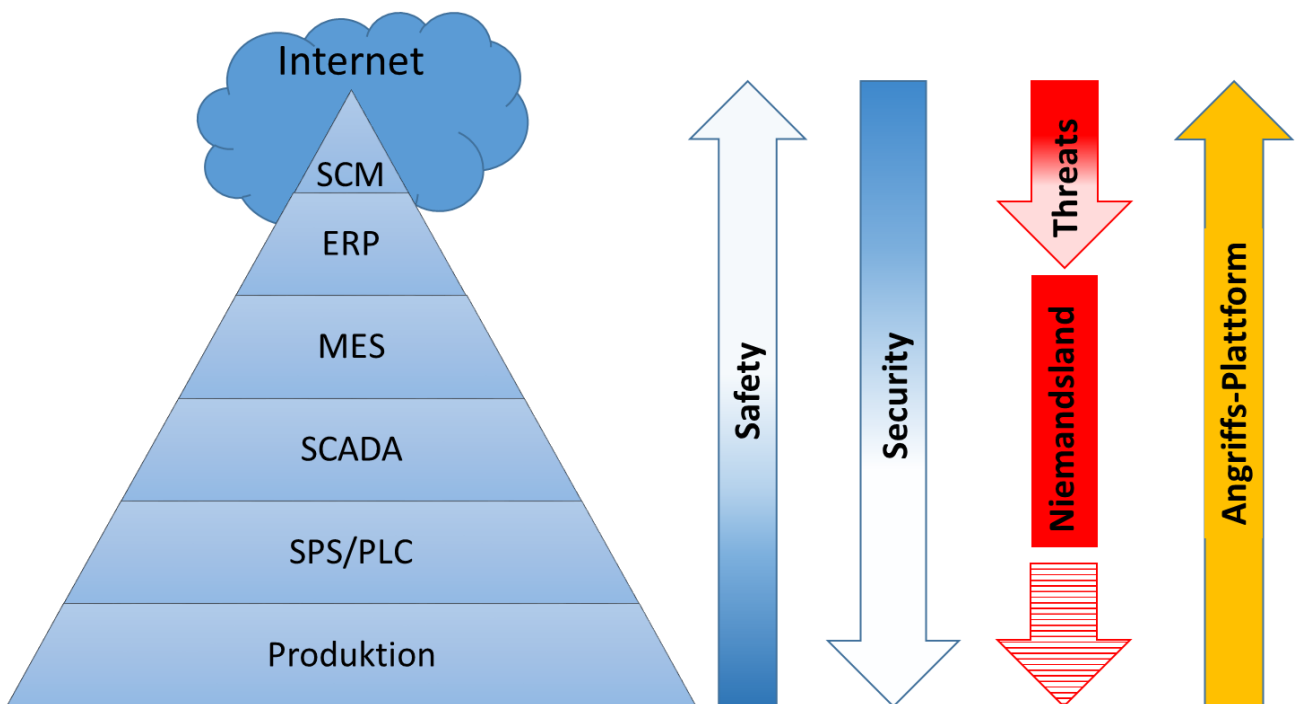 Internet
SCM
ERP
MES
SCADA
SPS/PLC
Produktion
Safety
Security
Threats
Niemandsland
Angriffs-Plattform